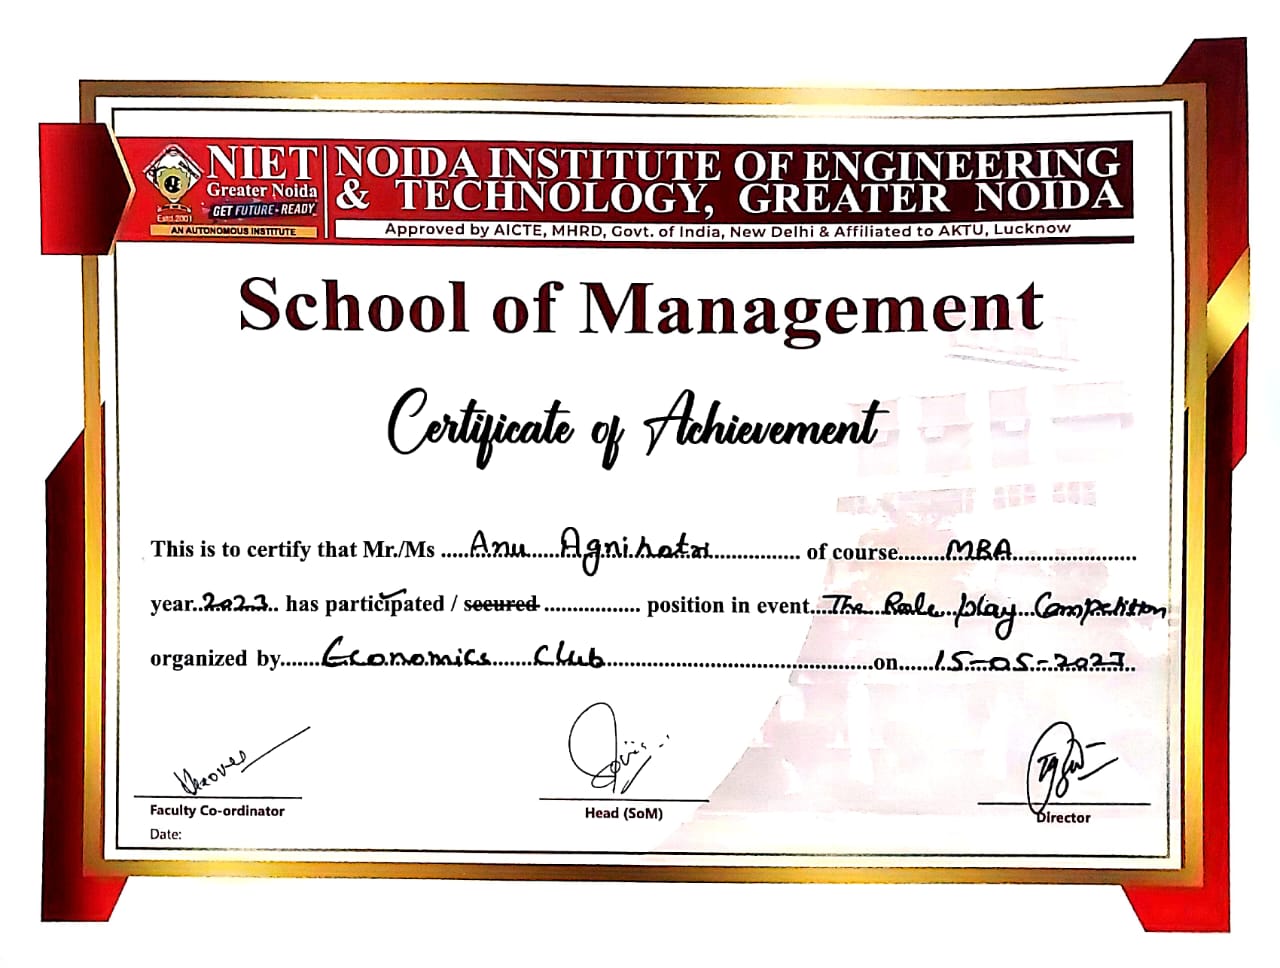 NIET
Greater Noida
GET FUTURE-READY
Estd.2001
AN AUTONOMOUS INSTITUTE
NOIDA INSTITUTE OF ENGINEERING
& TECHNOLOGY, GREATER NOIDA
Approved by AICTE, MHRD, Govt. of India, New Delhi & Affiliated to AKTU, Lucknow
School of Management
Certificate of Achievement
This is to certify that Mr./Ms .....Anu.....Agnihotri............... of course........MBA.....................
year..2023.. has participated / secured .................. position in event..The Role play Competition
organized by.......Economics.......Club...............................................on......15-05-2023..
Faculty Co-ordinator
Date:
Head (SoM)
Director